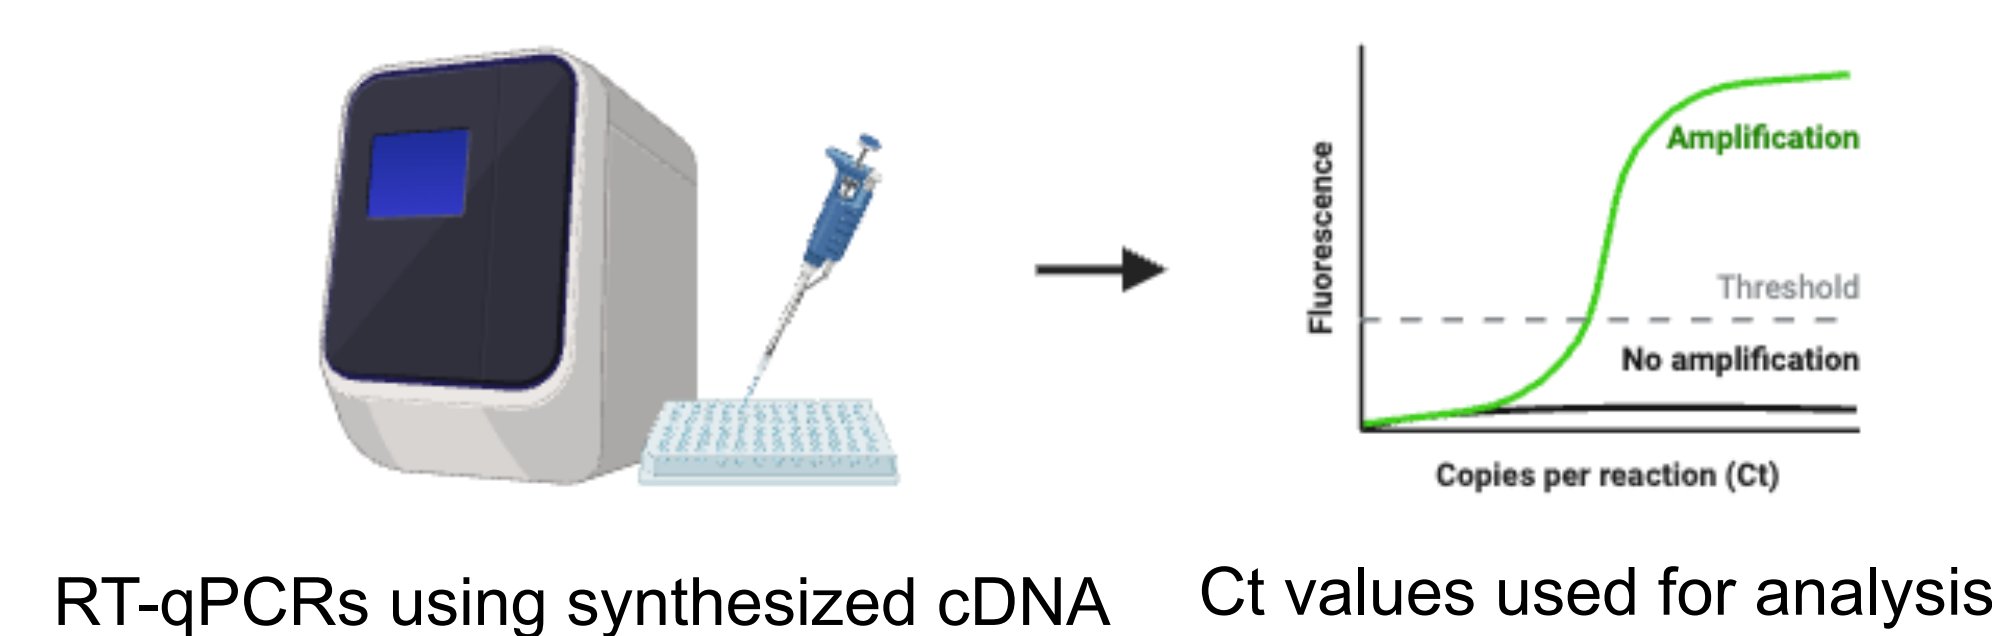 Fluorescence
Amplification
Threshold
No amplification
Copies per reaction (Ct)
RT-qPCRs using synthesized cDNA
Ct values used for analysis